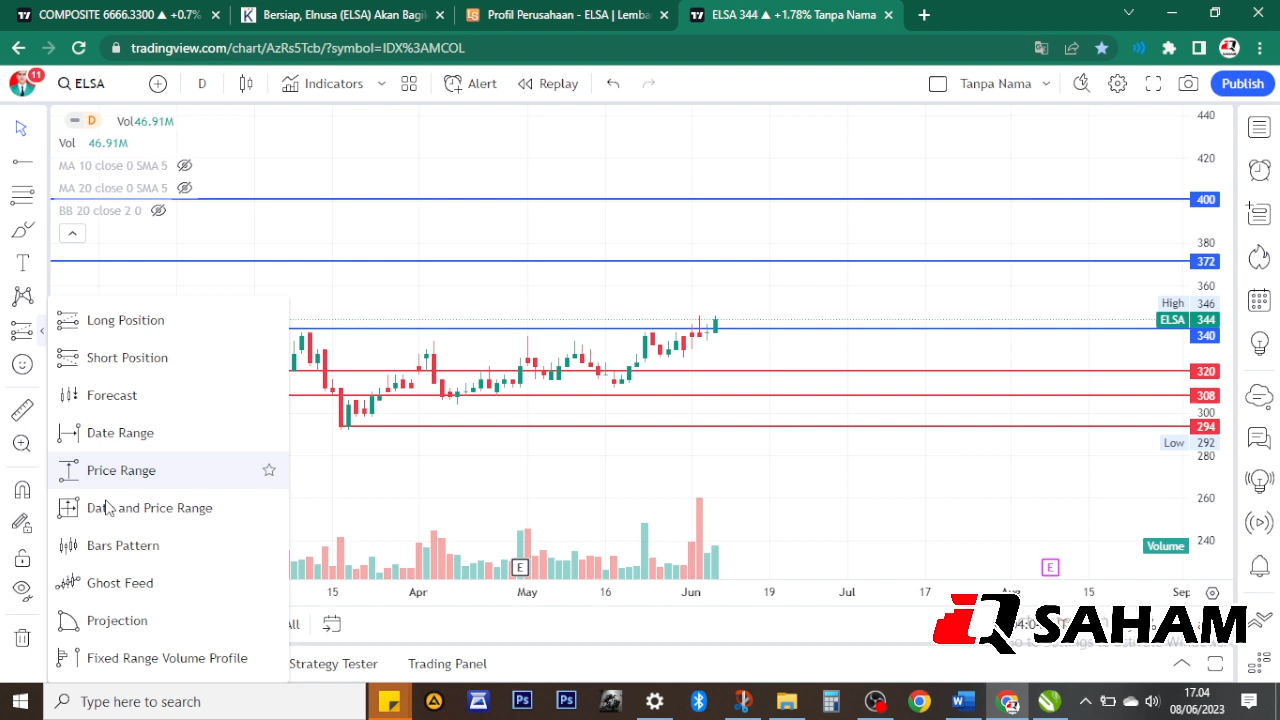 COMPOSITE 6666.3300 ▲ +0.7%
Bersiap, Elnusa (ELSA) Akan Bagi
Profil Perusahaan - ELSA | Lemba
ELSA 344 ▲ +1.78% Tanpa Nama
tradingview.com/chart/AzRs5Tcb/?symbol=IDX%3AMCOL
11
ELSA
D
Indicators
Alert
Replay
Tanpa Nama
Publish
D Vol46.91M
Vol 46.91M
MA 10 close 0 SMA 5
MA 20 close 0 SMA 5
BB 20 close 2 0
440
420
400
380
372
360
High 346
ELSA 344
340
320
308
300
294
Low 292
280
260
240
Volume
Long Position
Short Position
Forecast
Date Range
Price Range
Date and Price Range
Bars Pattern
Ghost Feed
Projection
Fixed Range Volume Profile
E
E
15 Apr May 16 Jun 19 Jul 17 Aug 15 Sep
All
QSAHAM
Strategy Tester
Trading Panel
Type here to search
17.04
08/06/2023